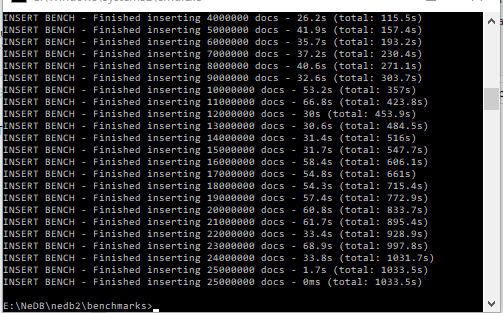 INSERT BENCH - Finished inserting 4000000 docs - 26.2s (total: 115.5s)
INSERT BENCH - Finished inserting 5000000 docs - 41.9s (total: 157.4s)
INSERT BENCH - Finished inserting 6000000 docs - 35.7s (total: 193.2s)
INSERT BENCH - Finished inserting 7000000 docs - 37.2s (total: 230.4s)
INSERT BENCH - Finished inserting 8000000 docs - 40.6s (total: 271.1s)
INSERT BENCH - Finished inserting 9000000 docs - 32.6s (total: 303.7s)
INSERT BENCH - Finished inserting 10000000 docs - 53.2s (total: 357s)
INSERT BENCH - Finished inserting 11000000 docs - 66.8s (total: 423.8s)
INSERT BENCH - Finished inserting 12000000 docs - 30s (total: 453.9s)
INSERT BENCH - Finished inserting 13000000 docs - 30.6s (total: 484.5s)
INSERT BENCH - Finished inserting 14000000 docs - 31.4s (total: 516s)
INSERT BENCH - Finished inserting 15000000 docs - 31.7s (total: 547.7s)
INSERT BENCH - Finished inserting 16000000 docs - 58.4s (total: 606.1s)
INSERT BENCH - Finished inserting 17000000 docs - 54.8s (total: 661s)
INSERT BENCH - Finished inserting 18000000 docs - 54.3s (total: 715.4s)
INSERT BENCH - Finished inserting 19000000 docs - 57.4s (total: 772.9s)
INSERT BENCH - Finished inserting 20000000 docs - 60.8s (total: 833.7s)
INSERT BENCH - Finished inserting 21000000 docs - 61.7s (total: 895.4s)
INSERT BENCH - Finished inserting 22000000 docs - 33.4s (total: 928.9s)
INSERT BENCH - Finished inserting 23000000 docs - 68.9s (total: 997.8s)
INSERT BENCH - Finished inserting 24000000 docs - 33.8s (total: 1031.7s)
INSERT BENCH - Finished inserting 25000000 docs - 1.7s (total: 1033.5s)
INSERT BENCH - Finished inserting 25000000 docs - 0ms (total: 1033.5s)
E:\NeDB\nedb2\benchmarks>